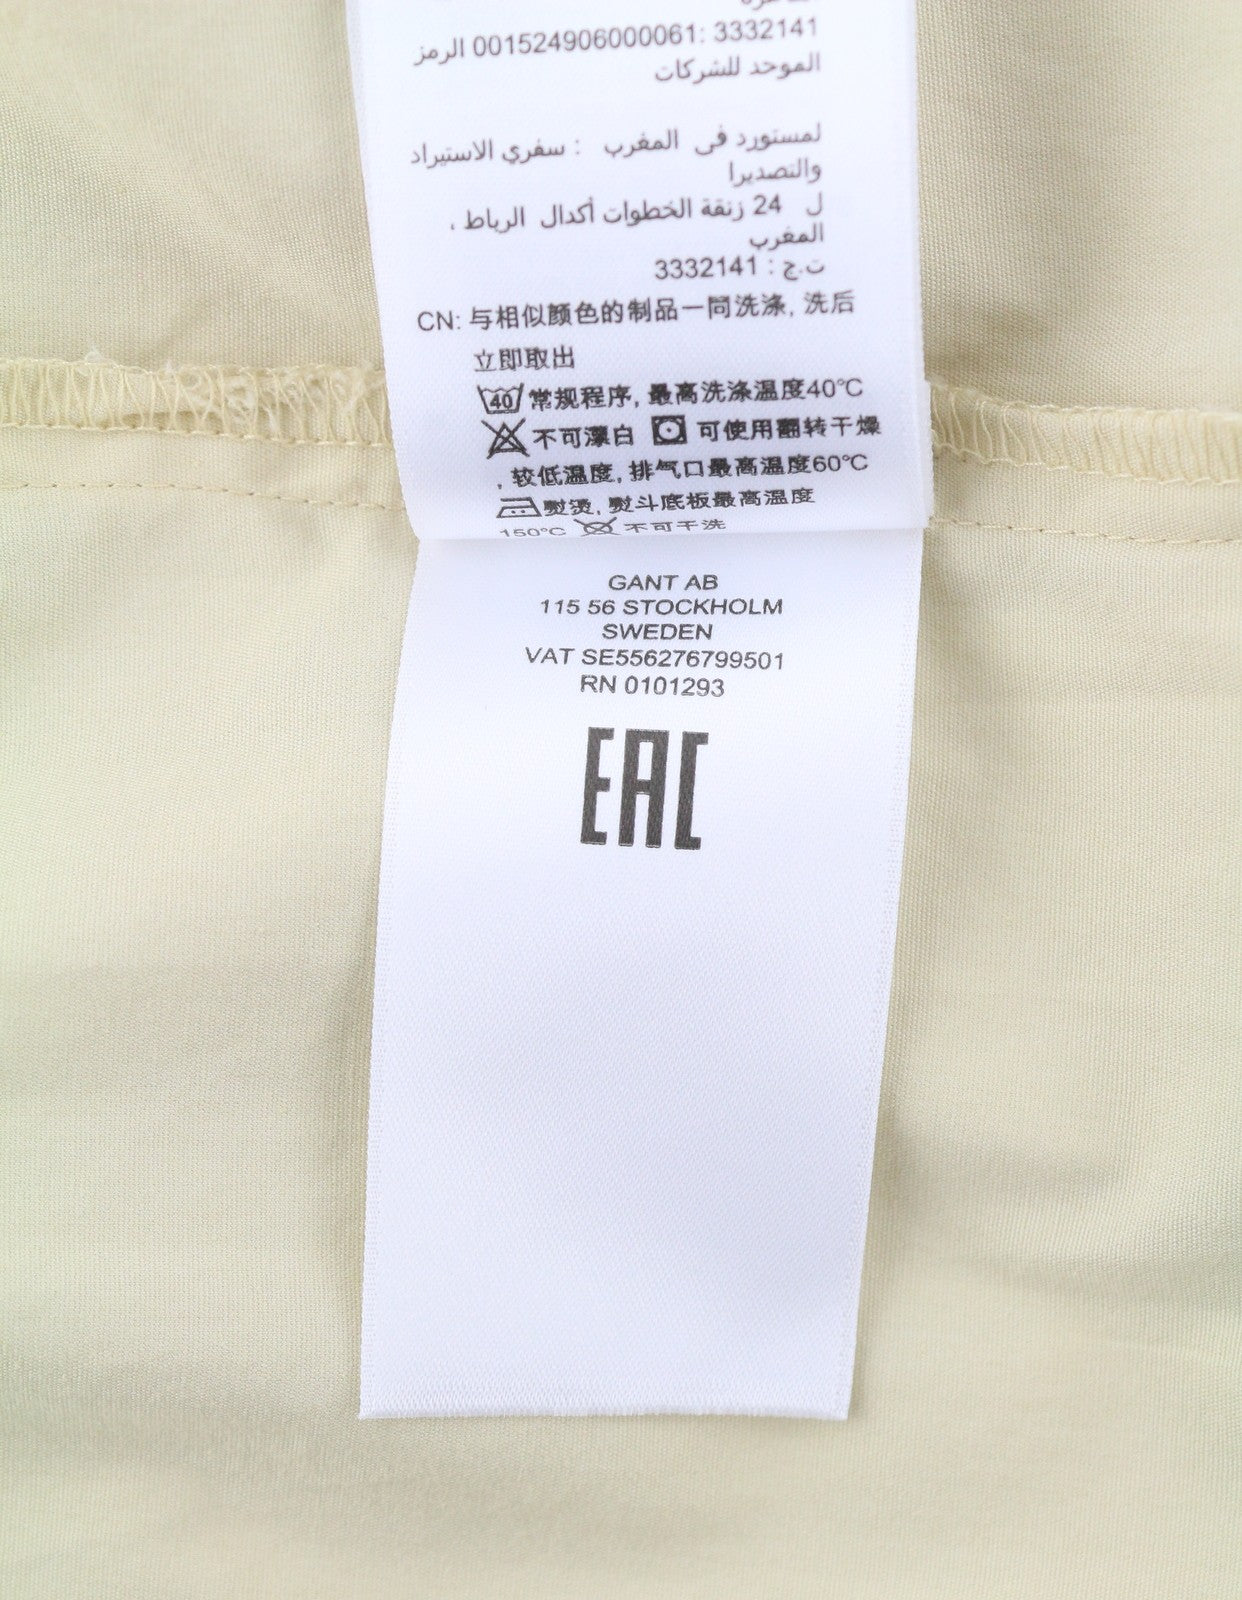 3332141 :001524906000061 الرمز
الموحد للشركات
لمستورد فى المغرب : سفري الاستيراد
والتصديرا
ل 24 زنقة الخطوات أكدال الرباط ،
المغرب
ت.ج : 3332141
CN: 与相似颜色的制品一同洗涤, 洗后
立即取出
40 常规程序, 最高洗涤温度40°C
不可漂白 可使用翻转干燥
, 较低温度, 排气口最高温度60°C
熨烫, 熨斗底板最高温度
150°C 不可干洗
GANT AB
115 56 STOCKHOLM
SWEDEN
VAT SE556276799501
RN 0101293
EAC